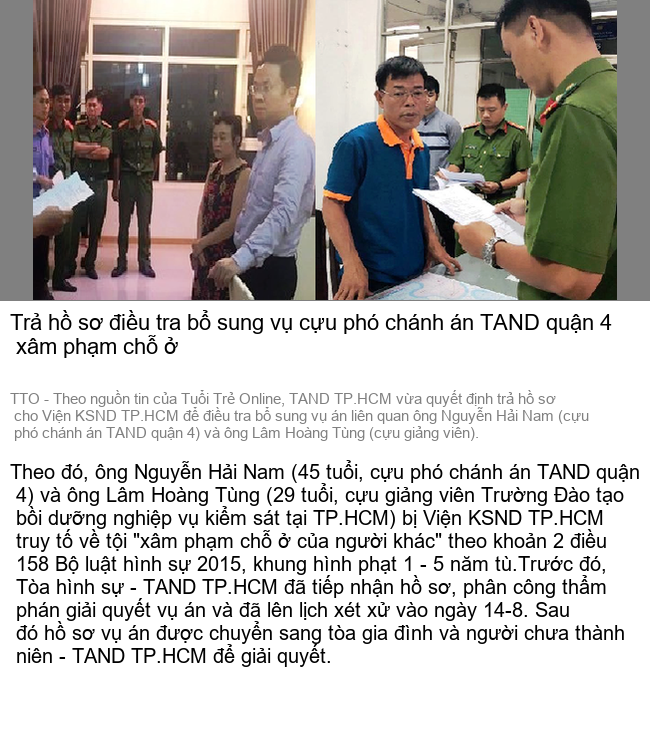 Trả hồ sơ điều tra bổ sung vụ cựu phó chánh án TAND quận 4
xâm phạm chỗ ở
TTO - Theo nguồn tin của Tuổi Trẻ Online, TAND TP.HCM vừa quyết định trả hồ sơ
cho Viện KSND TP.HCM để điều tra bổ sung vụ án liên quan ông Nguyễn Hải Nam (cựu
phó chánh án TAND quận 4) và ông Lâm Hoàng Tùng (cựu giảng viên).
Theo đó, ông Nguyễn Hải Nam (45 tuổi, cựu phó chánh án TAND quận
4) và ông Lâm Hoàng Tùng (29 tuổi, cựu giảng viên Trường Đào tạo
bồi dưỡng nghiệp vụ kiểm sát tại TP.HCM) bị Viện KSND TP.HCM
truy tố về tội "xâm phạm chỗ ở của người khác" theo khoản 2 điều
158 Bộ luật hình sự 2015, khung hình phạt 1 - 5 năm tù.Trước đó,
Tòa hình sự - TAND TP.HCM đã tiếp nhận hồ sơ, phân công thẩm
phán giải quyết vụ án và đã lên lịch xét xử vào ngày 14-8. Sau
đó hồ sơ vụ án được chuyển sang tòa gia đình và người chưa thành
niên - TAND TP.HCM để giải quyết.